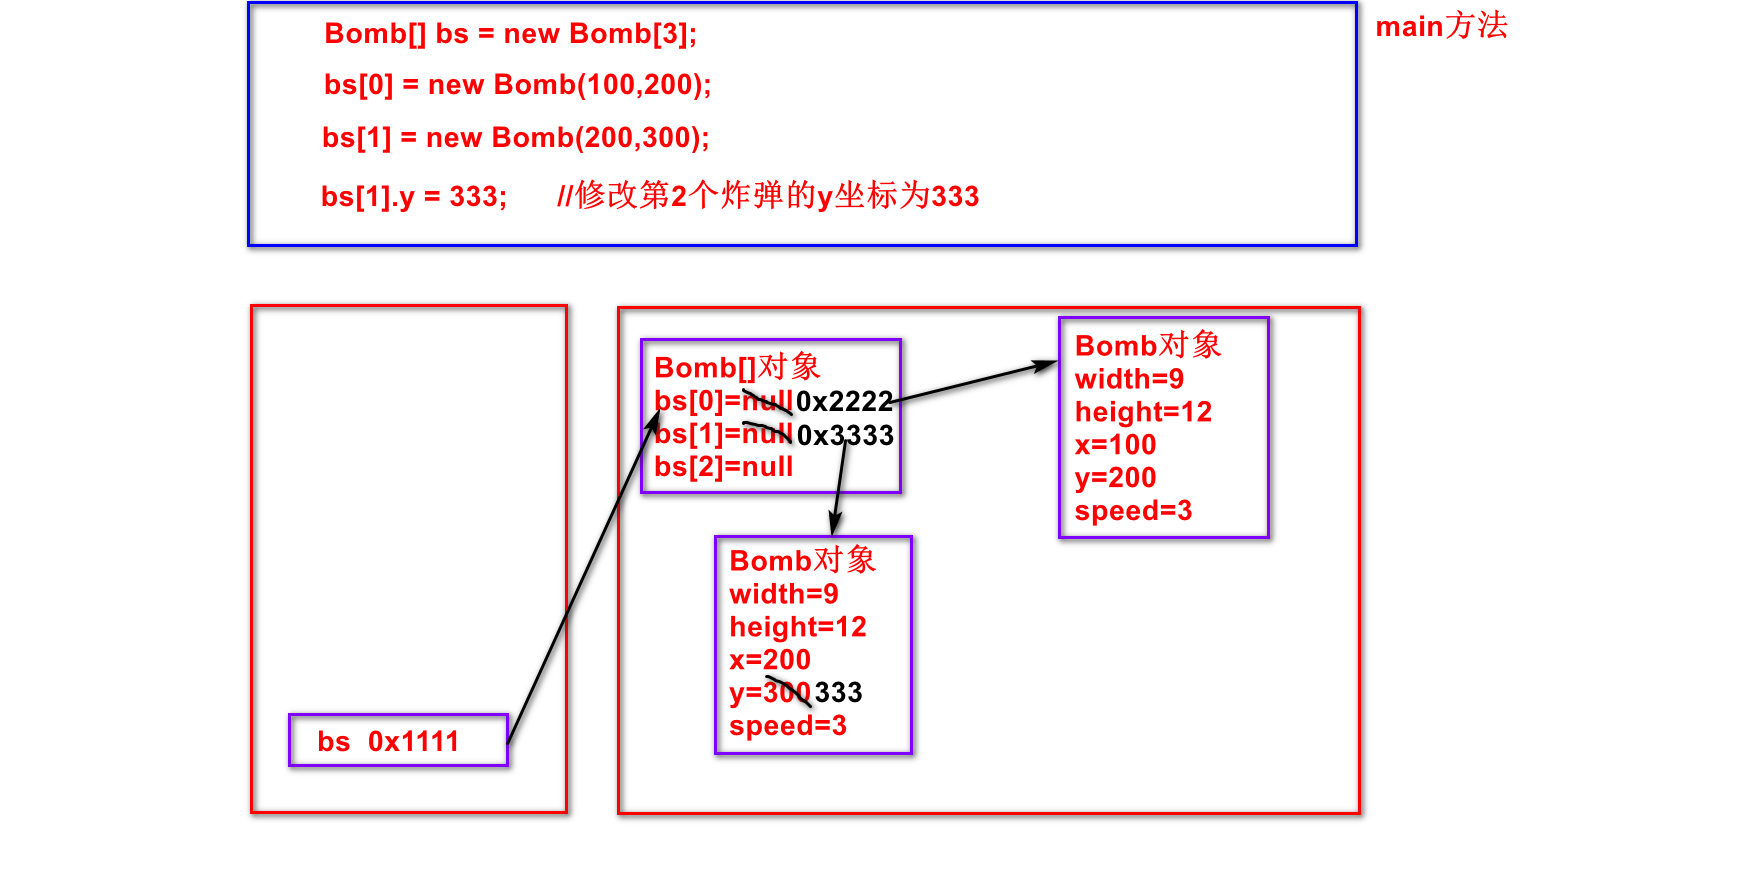 Bomb[] bs = new Bomb[3];
main方法
bs[0] = new Bomb(100,200);
bs[1] = new Bomb(200,300);
bs[1].y = 333; //修改第2个炸弹的y坐标为333
Bomb[]对象
bs[0]=null 0x2222
bs[1]=null 0x3333
bs[2]=null
Bomb对象
width=9
height=12
x=100
y=200
speed=3
Bomb对象
width=9
height=12
x=200
y=300 333
speed=3
bs 0x1111